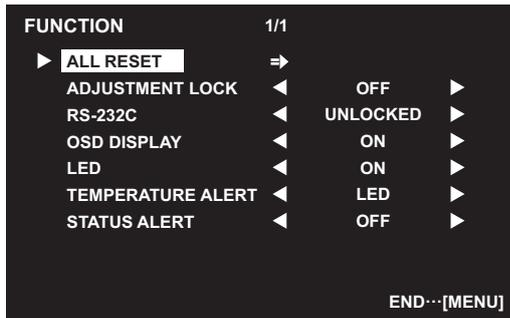 FUNCTION 1/1
ALL RESET
ADJUSTMENT LOCK OFF
RS-232C UNLOCKED
OSD DISPLAY ON
LED ON
TEMPERATURE ALERT LED
STATUS ALERT OFF
END···[MENU]